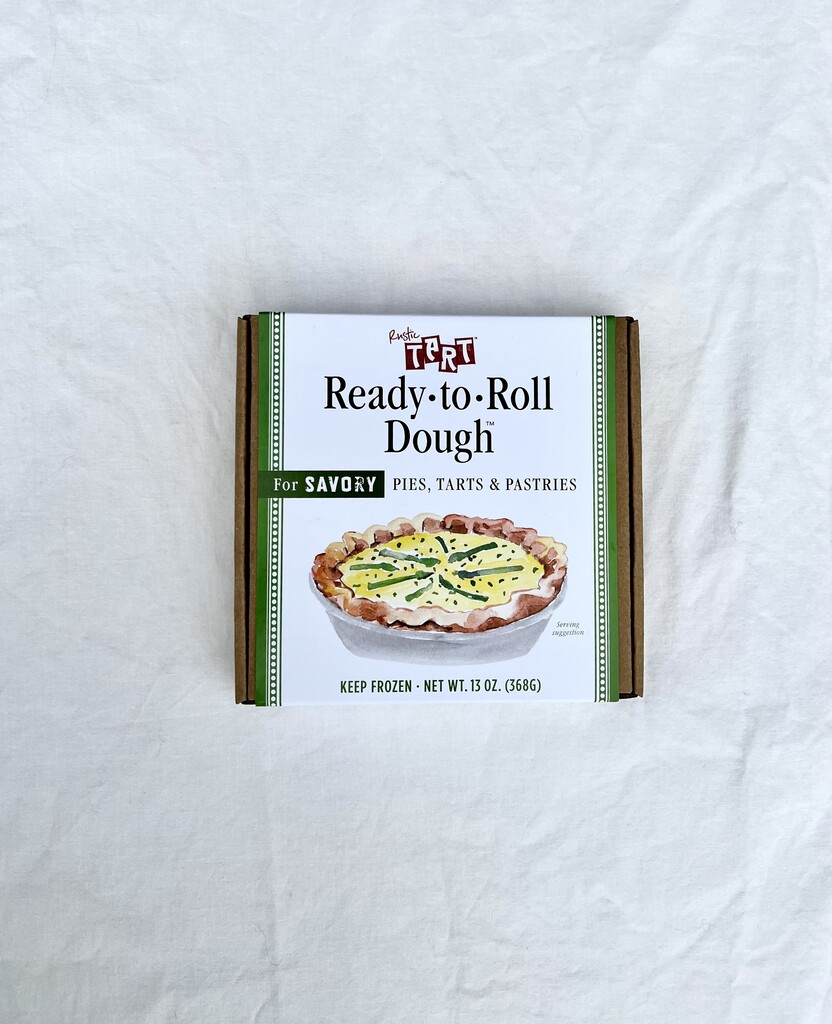 Rustic
TART®
Ready·to·Roll
Dough™
For SAVORY PIES, TARTS & PASTRIES
Serving
suggestion
KEEP FROZEN · NET WT. 13 OZ. (368G)